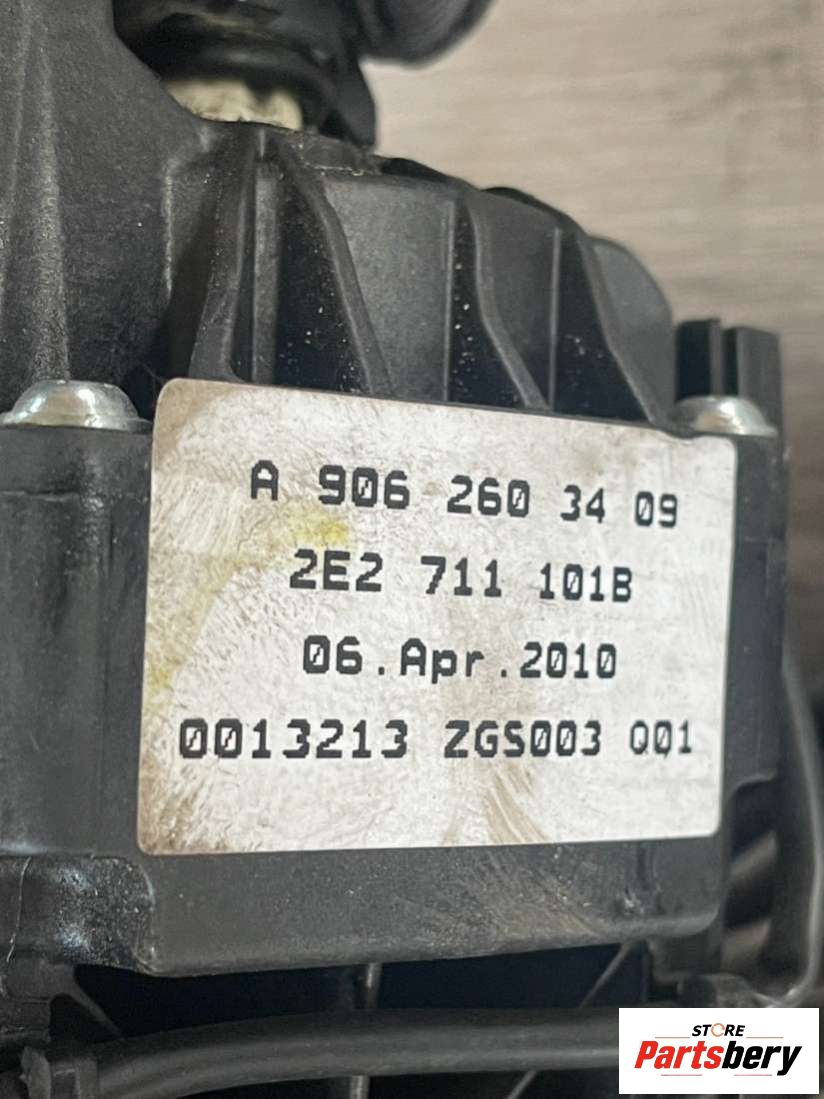 A 906 260 34 09
2E2 711 101B
06.Apr.2010
0013213 ZGS003 Q01
STORE
Partsbery